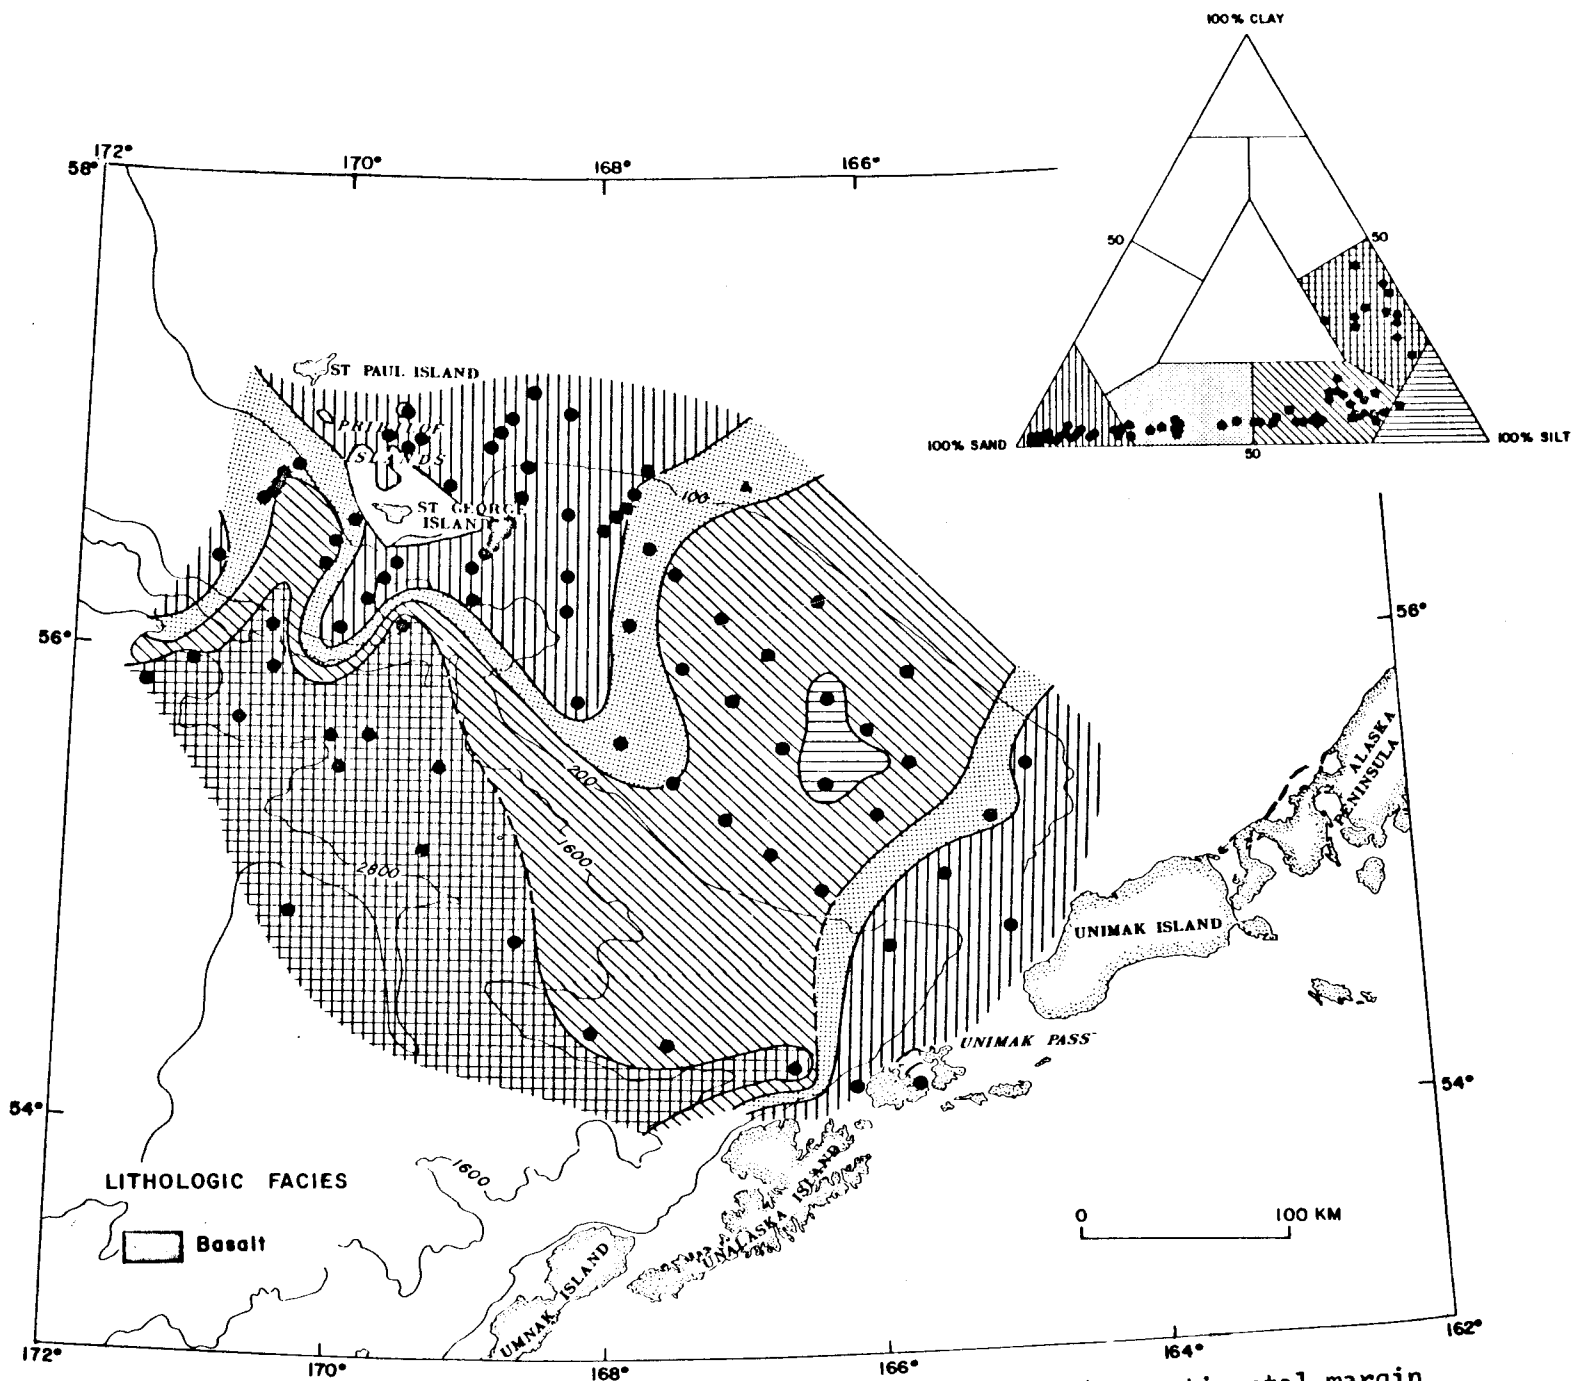 100% CLAY
50
50
100% SAND
50
100% SILT
172°
58°
170°
168°
166°
ST PAUL ISLAND
PRIBILOF
ISLANDS
ST GEORGE
ISLAND
100
56°
56°
200
1600
2800
ALASKA
PENINSULA
UNIMAK ISLAND
UNIMAK PASS
54°
54°
LITHOLOGIC FACIES
Basalt
1600
UNALASKA ISLAND
UMNAK ISLAND
0 100 KM
172°
170°
168°
166°
164°
162°
margin